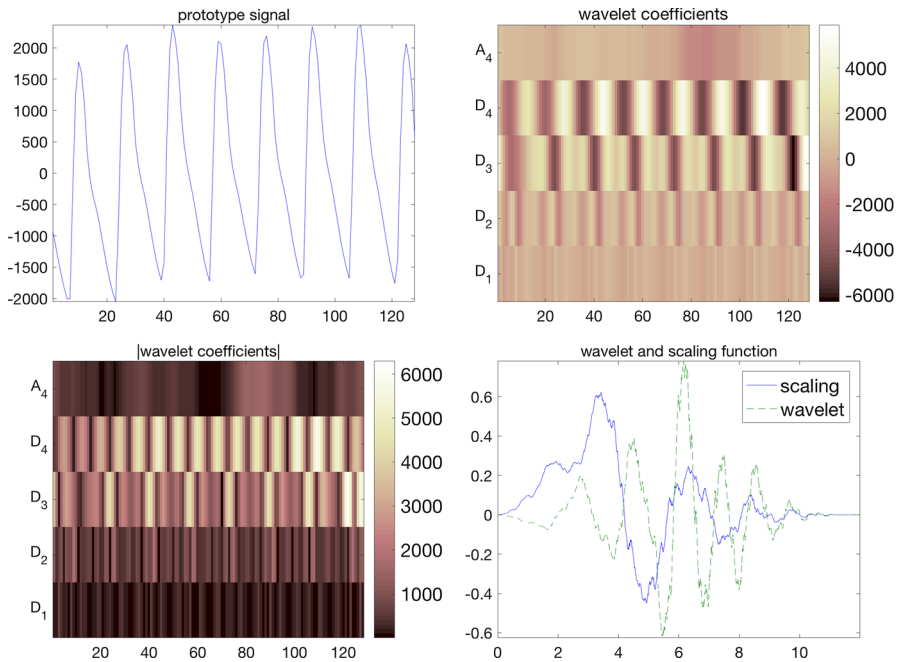 prototype signal
2000
1500
1000
500
0
-500
-1000
-1500
-2000
20 40 60 80 100 120
wavelet coefficients
A4
D4
D3
D2
D1
20 40 60 80 100 120
4000
2000
0
-2000
-4000
-6000
|wavelet coefficients|
A4
D4
D3
D2
D1
20 40 60 80 100 120
6000
5000
4000
3000
2000
1000
wavelet and scaling function
scaling
wavelet
0.6
0.4
0.2
0
-0.2
-0.4
-0.6
0 2 4 6 8 10